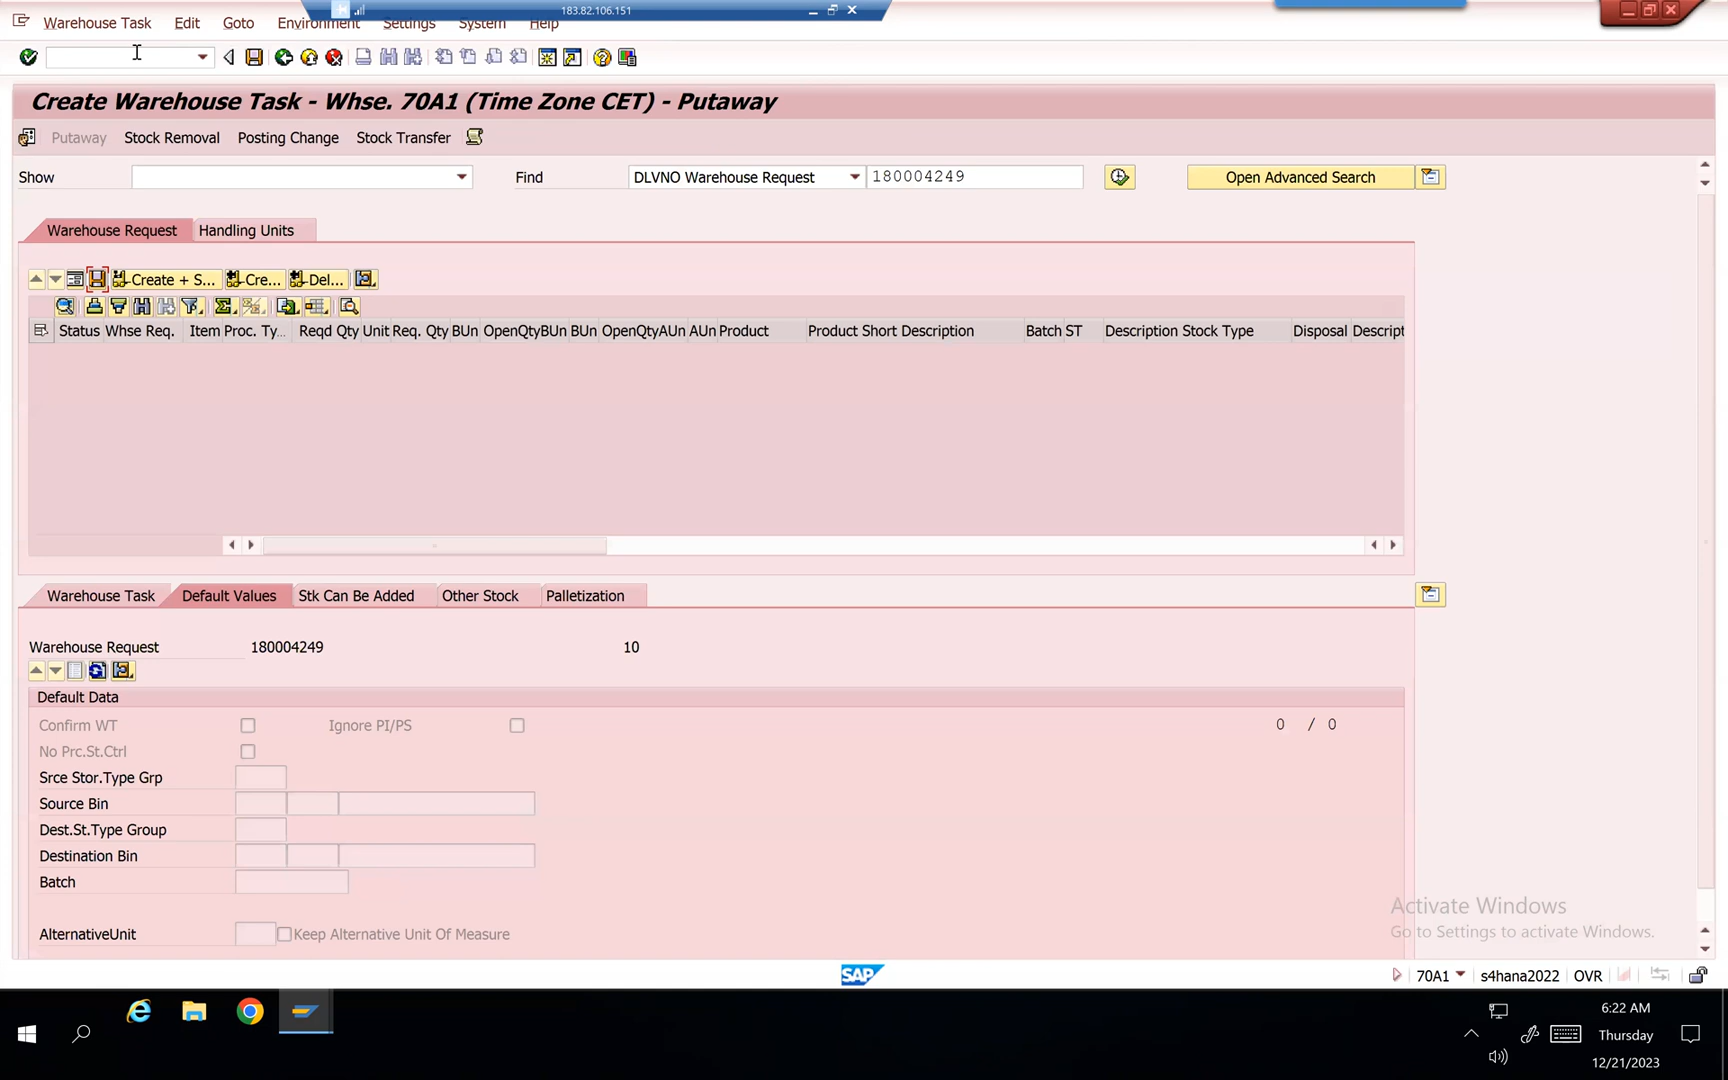 183.82.106.151
Warehouse Task Edit Goto Environment Settings System Help
Create Warehouse Task - Whse. 70A1 (Time Zone CET) - Putaway
Putaway Stock Removal Posting Change Stock Transfer
Show Find DLVNO Warehouse Request 180004249 Open Advanced Search
Warehouse Request Handling Units
Create + S... Cre... Del...
Status Whse Req. Item Proc. Ty... Reqd Qty Unit Req. Qty BUn OpenQtyBUn BUn OpenQtyAUn AUn Product Product Short Description Batch ST Description Stock Type Disposal Descript
Warehouse Task Default Values Stk Can Be Added Other Stock Palletization
Warehouse Request 180004249 10
Default Data
Confirm WT Ignore PI/PS 0 / 0
No Prc.St.Ctrl
Srce Stor.Type Grp
Source Bin
Dest.St.Type Group
Destination Bin
Batch
AlternativeUnit Keep Alternative Unit Of Measure
Activate Windows
Go to Settings to activate Windows.
SAP 70A1 s4hana2022 OVR
6:22 AM
Thursday
12/21/2023